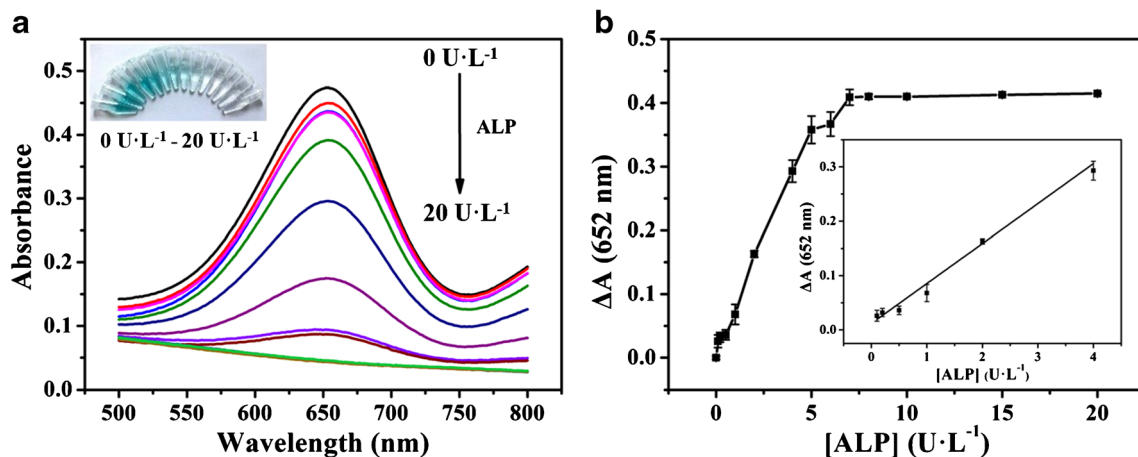 a
0 U·L⁻¹ - 20 U·L⁻¹
0 U·L⁻¹
ALP
20 U·L⁻¹
Absorbance
0.5
0.4
0.3
0.2
0.1
0.0
500 550 600 650 700 750 800
Wavelength (nm)
b
ΔA (652 nm)
0.5
0.4
0.3
0.2
0.1
0.0
0 5 10 15 20
[ALP] (U·L⁻¹)
ΔA (652 nm)
0.3
0.2
0.1
0.0
0 1 2 3 4
[ALP] (U·L⁻¹)